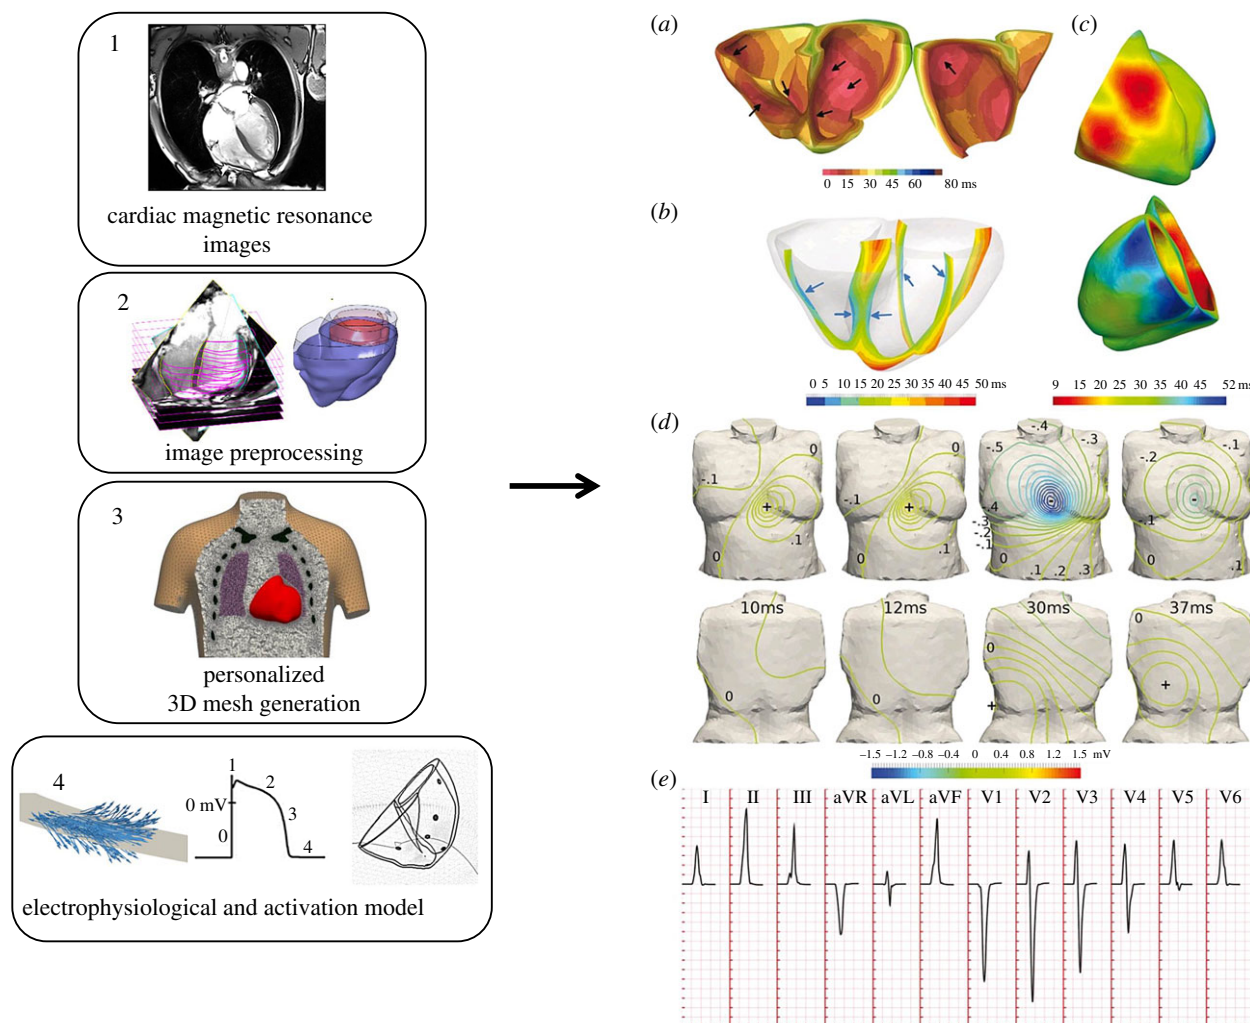 1
cardiac magnetic resonance
images
2
image preprocessing
3
personalized
3D mesh generation
4
1
2
0 mV
3
0
4
electrophysiological and activation model
(a)
0 15 30 45 60 80 ms
(b)
0 5 10 15 20 25 30 35 40 45 50 ms
(c)
9 15 20 25 30 35 40 45 52 ms
(d)
0
-.1
+
.1
0
0
-.1
+
.1
0
-.4
-.3
-.5
-
-.4
-.3
-.2
-.1
0
.1 .2 .3
-.1
-.2
-
-.1
0
.1
10ms
0
12ms
0
30ms
0
+
37ms
0
+
0
−1.5 −1.2 −0.8 −0.4 0 0.4 0.8 1.2 1.5 mV
(e)
I II III aVR aVL aVF V1 V2 V3 V4 V5 V6